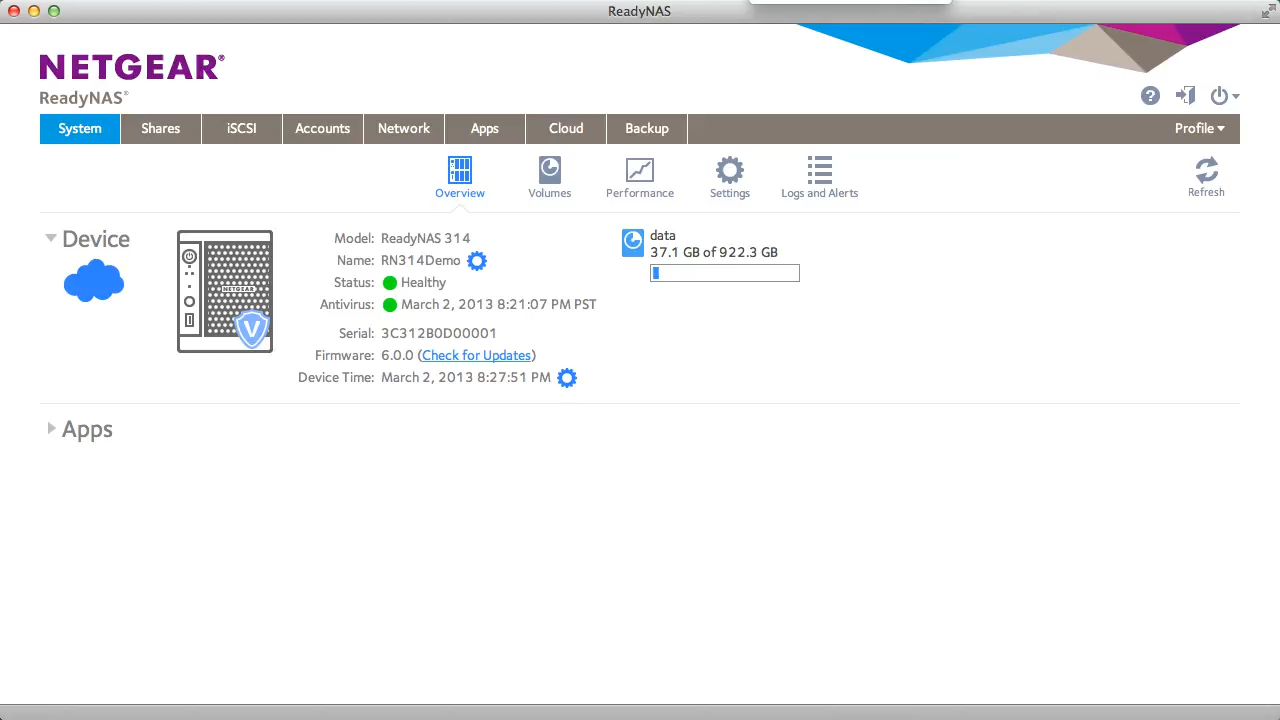 ReadyNAS
NETGEAR®
ReadyNAS®
System Shares iSCSI Accounts Network Apps Cloud Backup Profile
Overview Volumes Performance Settings Logs and Alerts Refresh
Device
Model: ReadyNAS 314
Name: RN314Demo
Status: Healthy
Antivirus: March 2, 2013 8:21:07 PM PST
Serial: 3C312B0D00001
Firmware: 6.0.0 (Check for Updates)
Device Time: March 2, 2013 8:27:51 PM
NETGEAR
V
data
37.1 GB of 922.3 GB
Apps